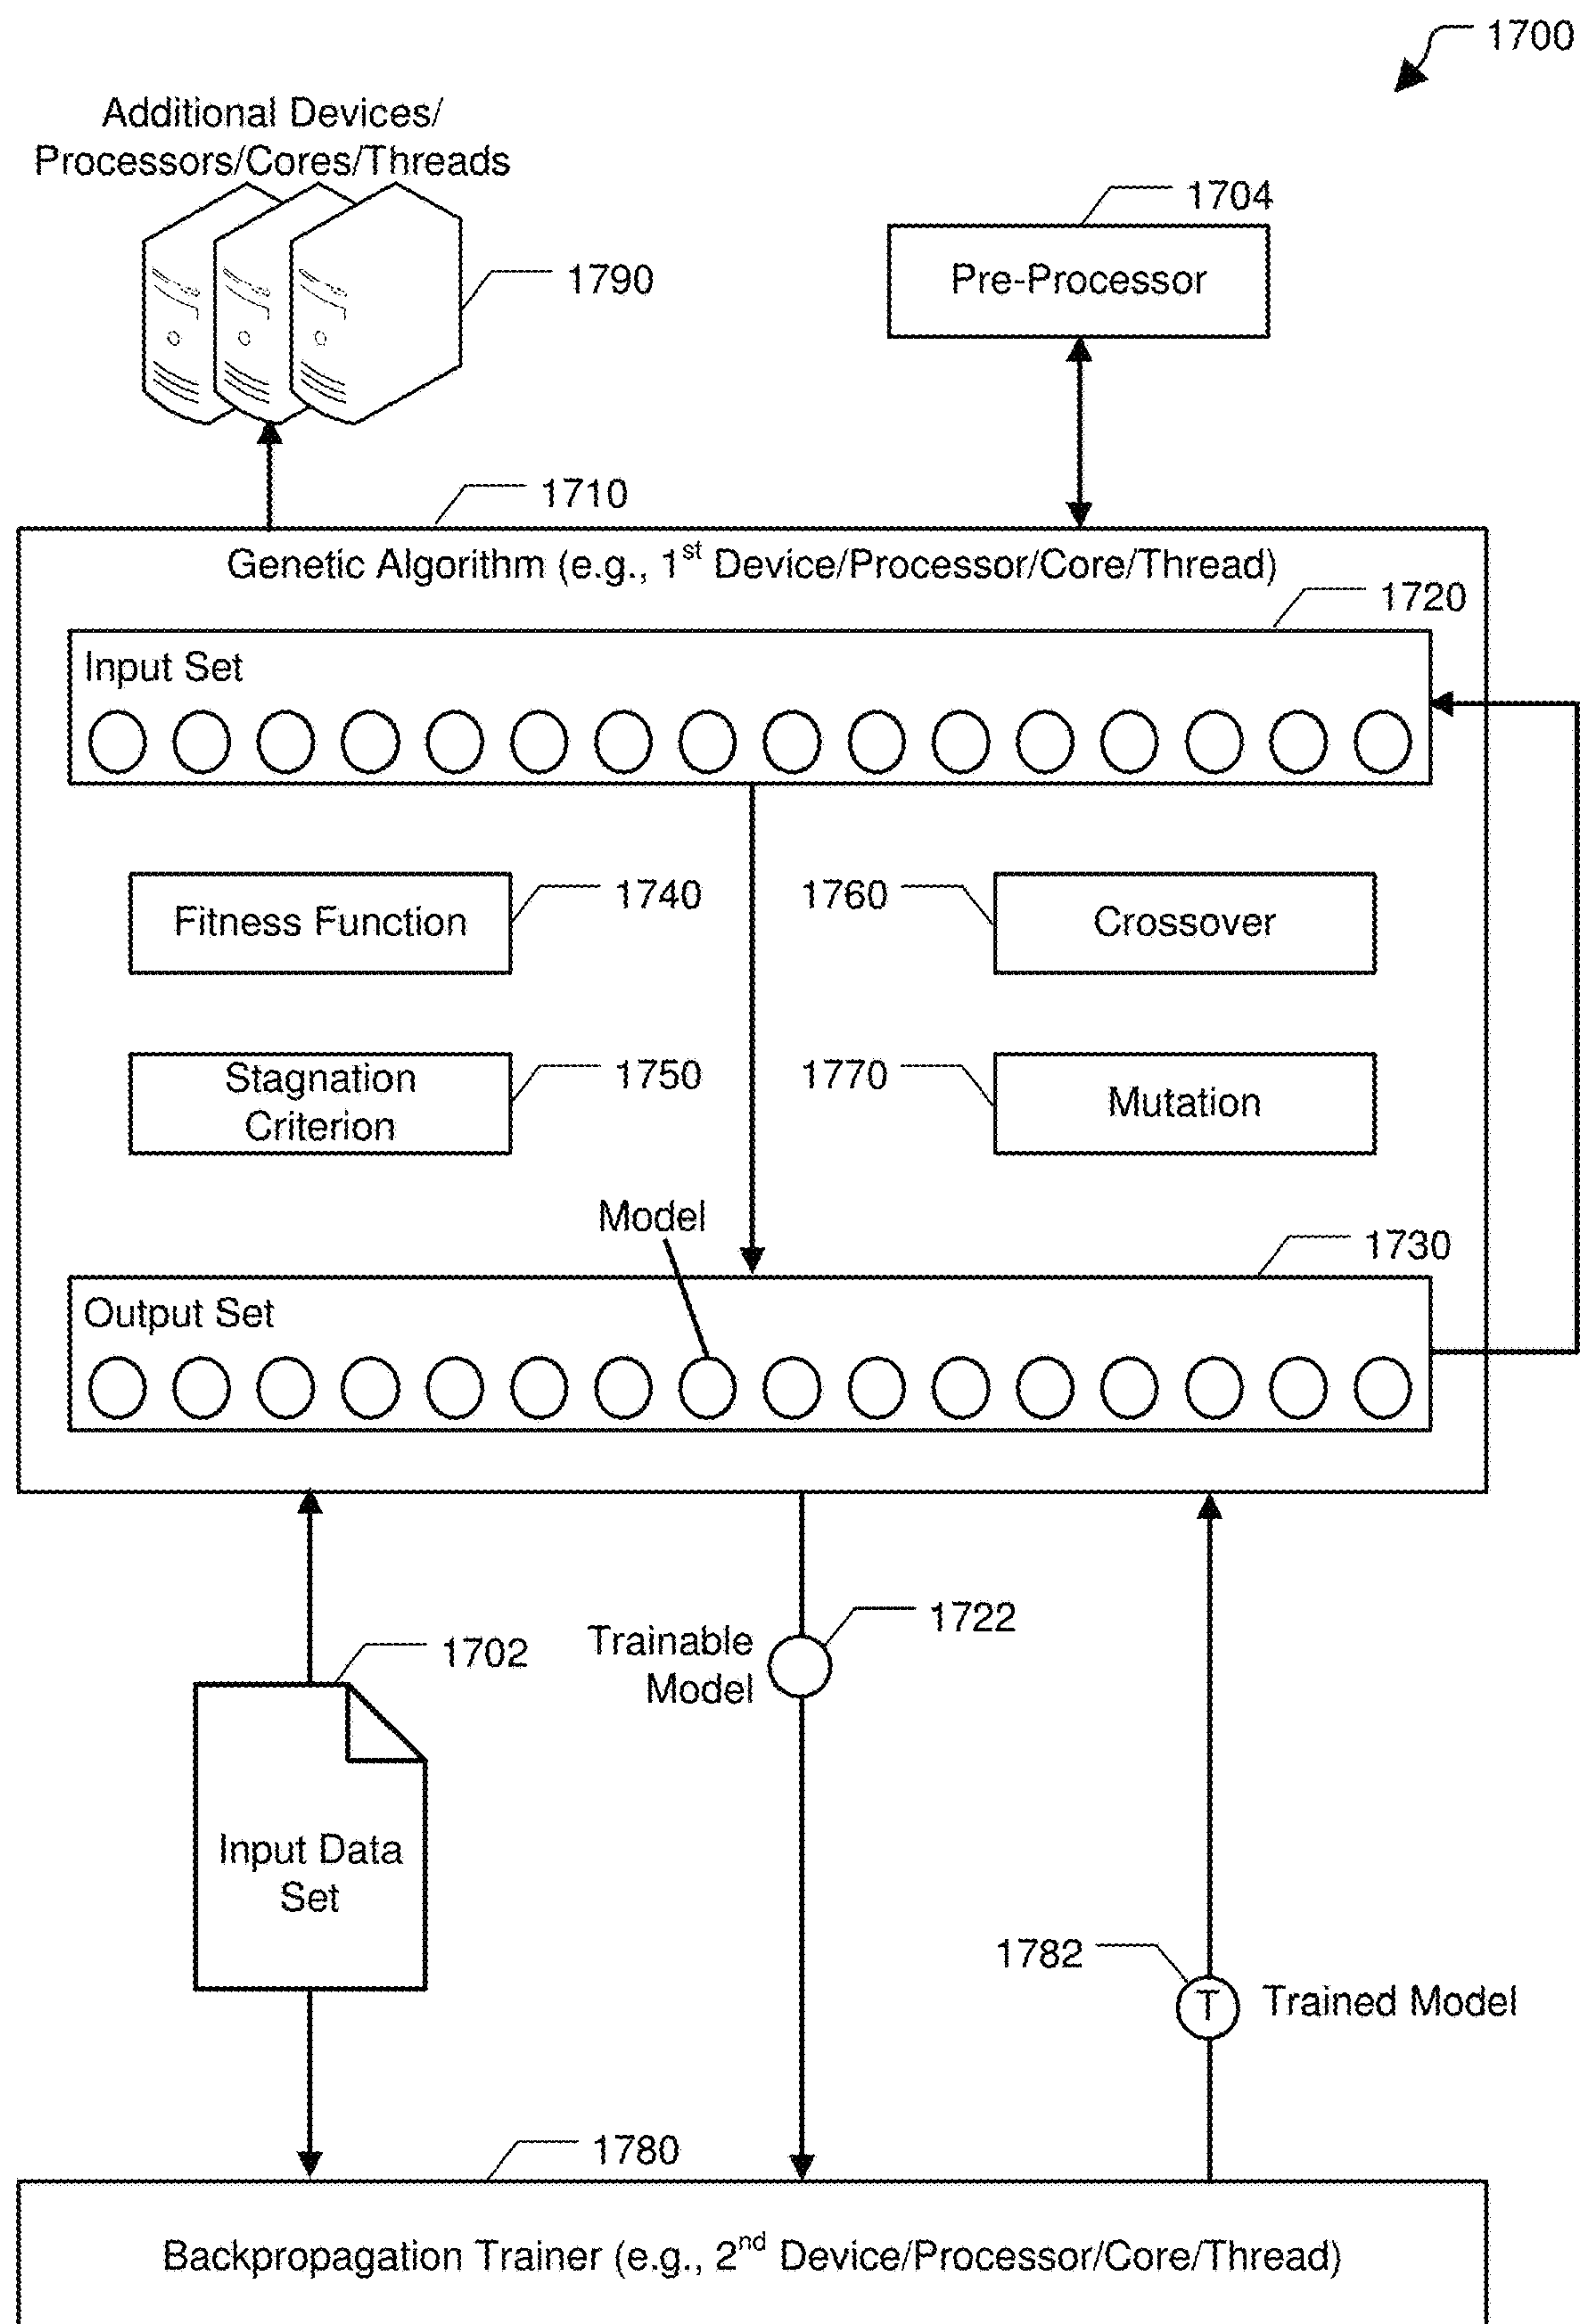 1700
Additional Devices/
Processors/Cores/Threads
1704
Pre-Processor
1790
1710
Genetic Algorithm (e.g., 1st Device/Processor/Core/Thread)
1720
Input Set
1740
Fitness Function
1760
Crossover
1750
Stagnation
Criterion
1770
Mutation
Model
1730
Output Set
1722
Trainable
Model
1702
Input Data
Set
1782
T
Trained Model
1780
Backpropagation Trainer (e.g., 2nd Device/Processor/Core/Thread)